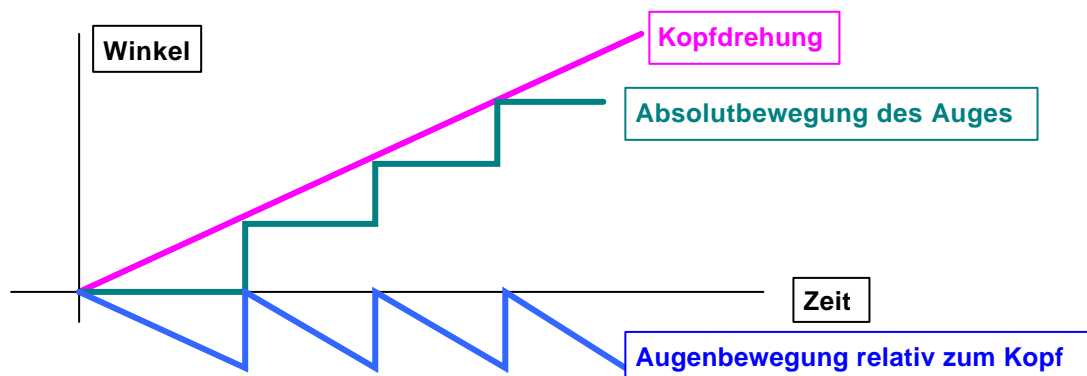 Winkel
Kopfdrehung
Absolutbewegung des Auges
Zeit
Augenbewegung relativ zum Kopf